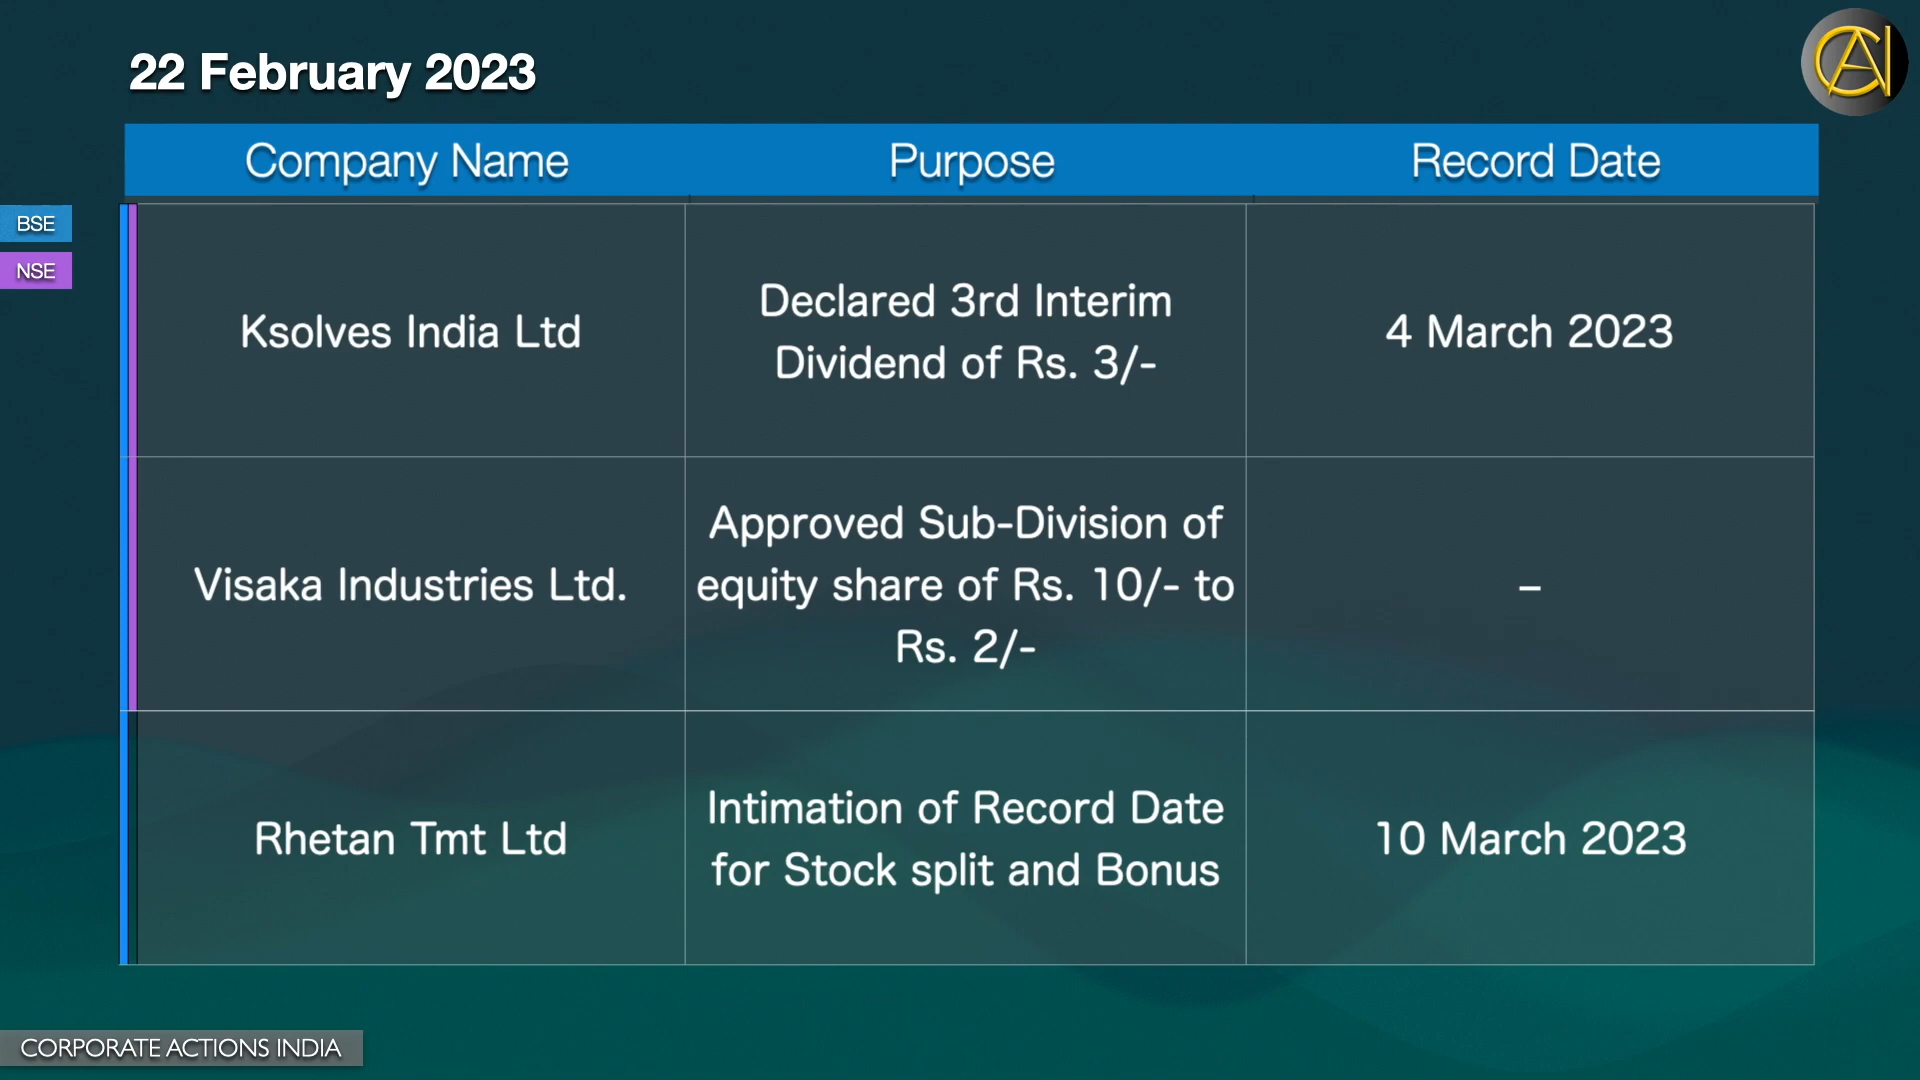 22 February 2023
CAI
Company Name Purpose Record Date
BSE
NSE
Ksolves India Ltd
Declared 3rd Interim
Dividend of Rs. 3/-
4 March 2023
Visaka Industries Ltd.
Approved Sub-Division of
equity share of Rs. 10/- to
Rs. 2/-
–
Rhetan Tmt Ltd
Intimation of Record Date
for Stock split and Bonus
10 March 2023
CORPORATE ACTIONS INDIA